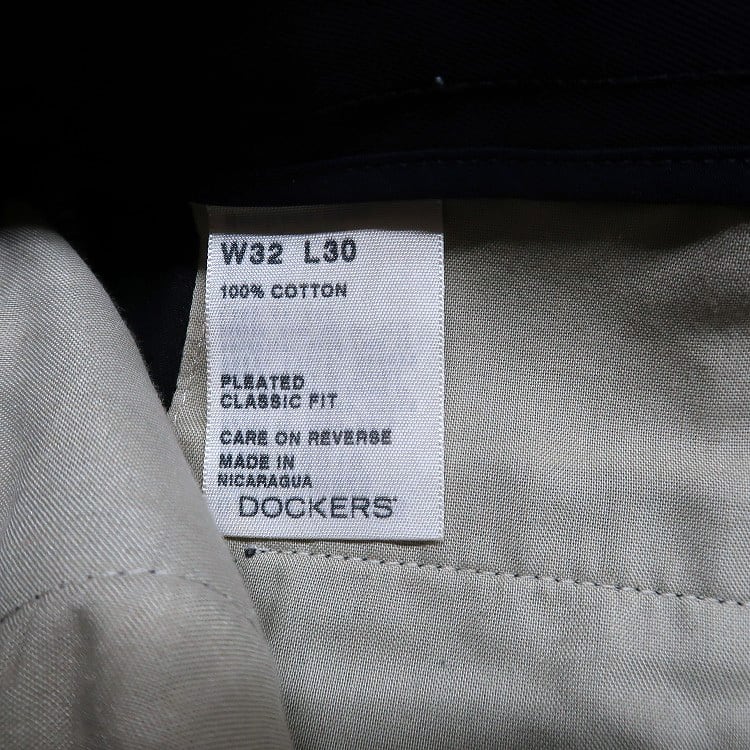 W32 L30
100% COTTON
PLEATED
CLASSIC FIT
CARE ON REVERSE
MADE IN
NICARAGUA
DOCKERS®